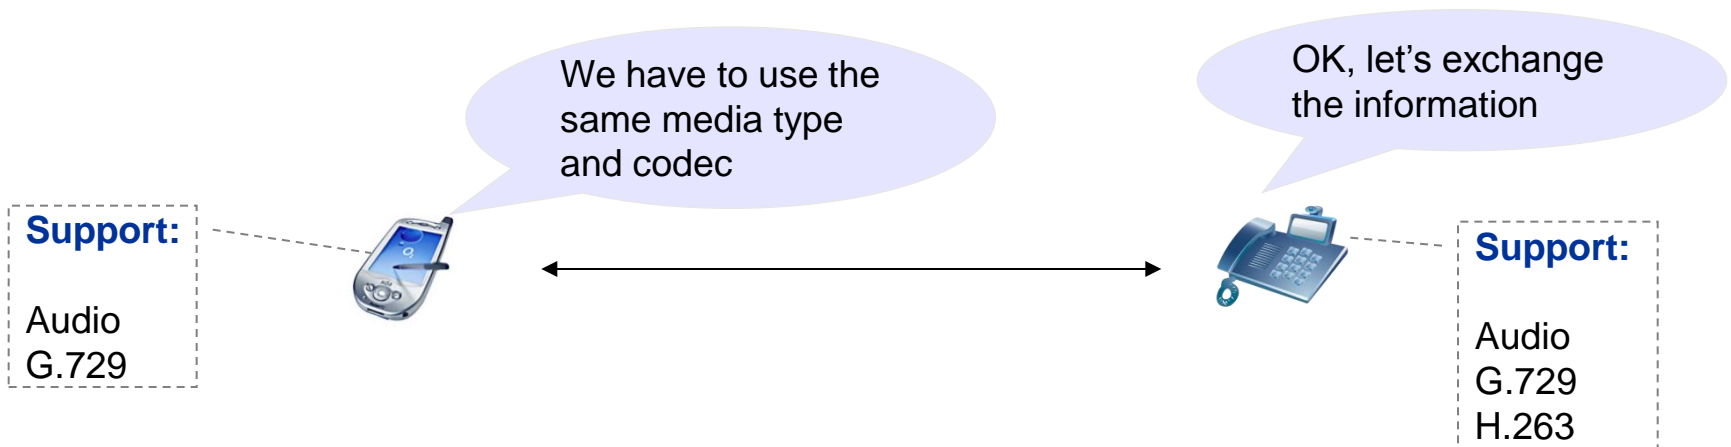 We have to use the
same media type
and codec
OK, let’s exchange
the information
Support:
Audio
G.729
Support:
Audio
G.729
H.263